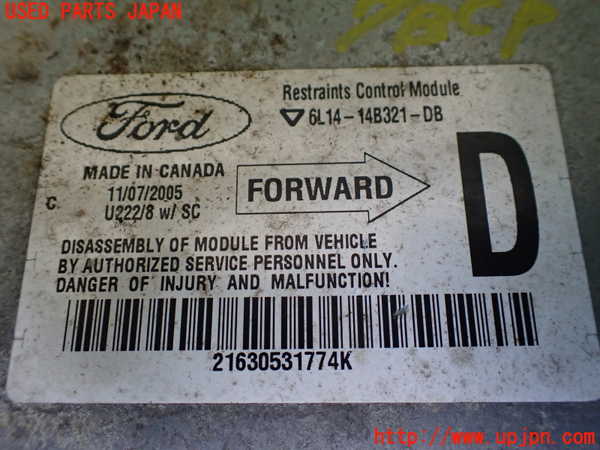 USED PARTS JAPAN
Ford
Restraints Control Module
6L14-14B321-DB
MADE IN CANADA
11/07/2005
U222/8 w/ SC
C
FORWARD
D
DISASSEMBLY OF MODULE FROM VEHICLE
BY AUTHORIZED SERVICE PERSONNEL ONLY.
DANGER OF INJURY AND MALFUNCTION!
21630531774K
http://www.upjpn.com/